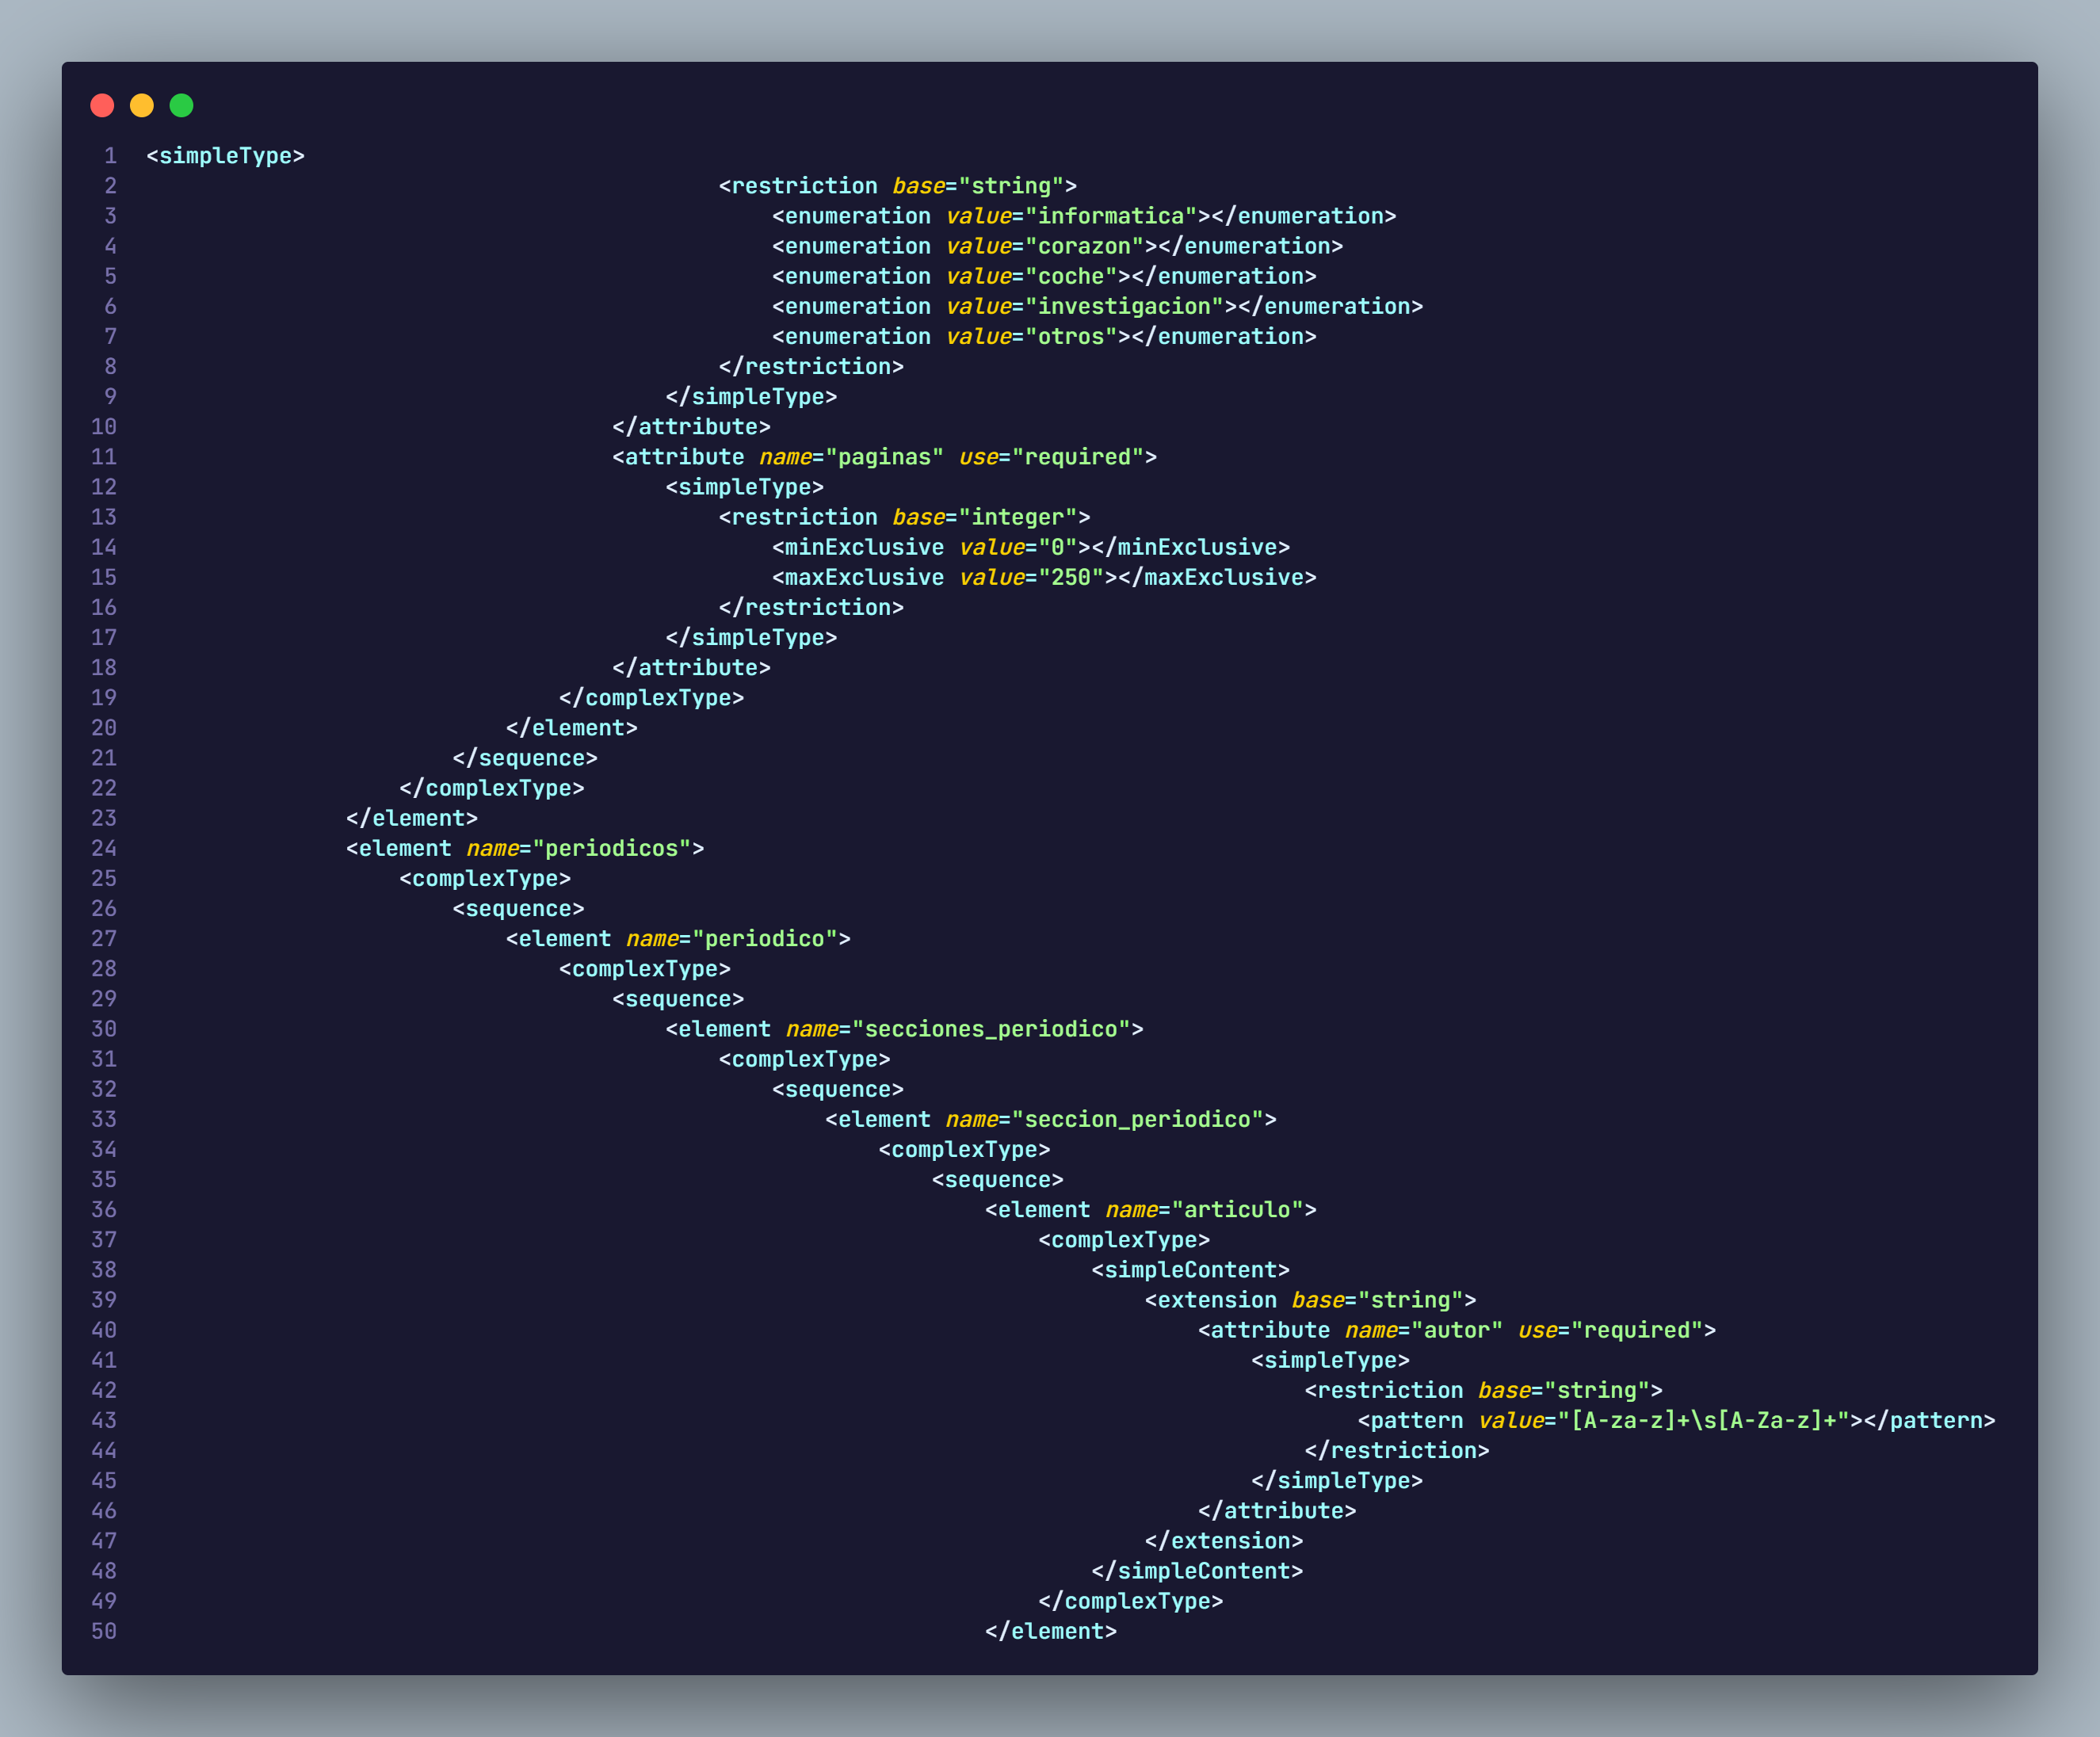 1 <simpleType>
2 <restriction base="string">
3 <enumeration value="informatica"></enumeration>
4 <enumeration value="corazon"></enumeration>
5 <enumeration value="coche"></enumeration>
6 <enumeration value="investigacion"></enumeration>
7 <enumeration value="otros"></enumeration>
8 </restriction>
9 </simpleType>
10 </attribute>
11 <attribute name="paginas" use="required">
12 <simpleType>
13 <restriction base="integer">
14 <minExclusive value="0"></minExclusive>
15 <maxExclusive value="250"></maxExclusive>
16 </restriction>
17 </simpleType>
18 </attribute>
19 </complexType>
20 </element>
21 </sequence>
22 </complexType>
23 </element>
24 <element name="periodicos">
25 <complexType>
26 <sequence>
27 <element name="periodico">
28 <complexType>
29 <sequence>
30 <element name="secciones_periodico">
31 <complexType>
32 <sequence>
33 <element name="seccion_periodico">
34 <complexType>
35 <sequence>
36 <element name="articulo">
37 <complexType>
38 <simpleContent>
39 <extension base="string">
40 <attribute name="autor" use="required">
41 <simpleType>
42 <restriction base="string">
43 <pattern value="[A-za-z]+\s[A-Za-z]+"></pattern>
44 </restriction>
45 </simpleType>
46 </attribute>
47 </extension>
48 </simpleContent>
49 </complexType>
50 </element>